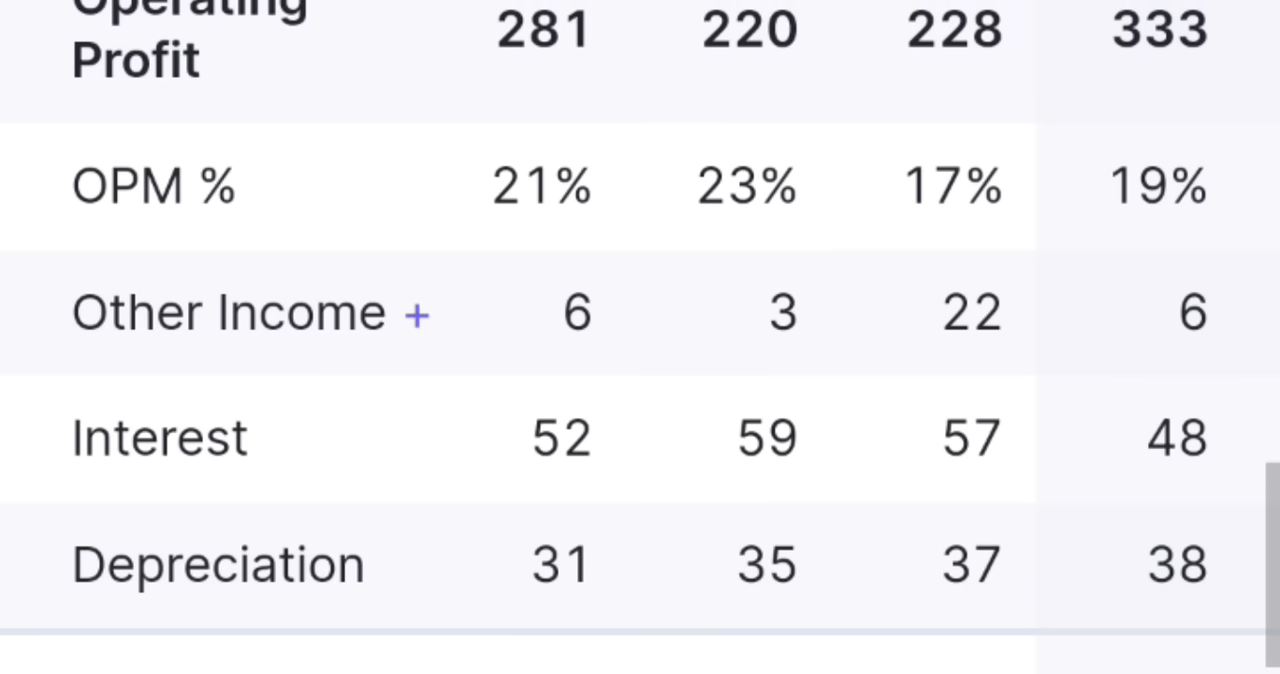 Operating
Profit 281 220 228 333
OPM % 21% 23% 17% 19%
Other Income + 6 3 22 6
Interest 52 59 57 48
Depreciation 31 35 37 38